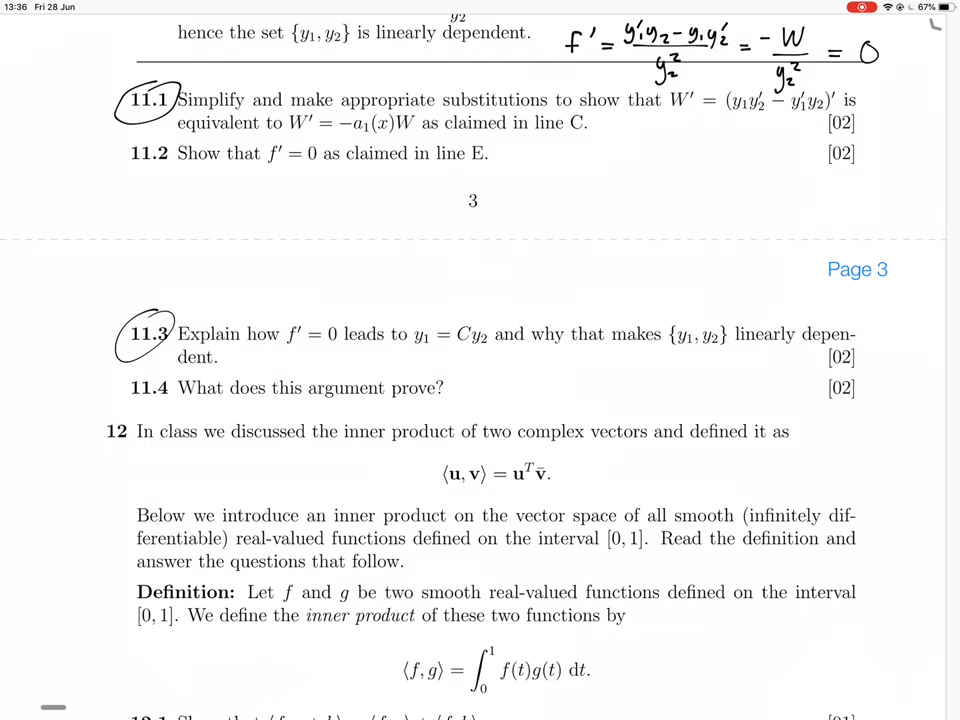 13:36 Fri 28 Jun 67%
y2
hence the set {y₁, y₂} is linearly dependent.
f' = (y₁'y₂ − y₁y₂')/y₂² = −W/y₂² = 0
11.1 Simplify and make appropriate substitutions to show that W′ = (y₁y₂′ − y₁′y₂)′ is
equivalent to W′ = −a₁(x)W as claimed in line C. [02]
11.2 Show that f′ = 0 as claimed in line E. [02]
3
Page 3
11.3 Explain how f′ = 0 leads to y₁ = Cy₂ and why that makes {y₁, y₂} linearly depen-
dent. [02]
11.4 What does this argument prove? [02]
12 In class we discussed the inner product of two complex vectors and defined it as
⟨u, v⟩ = uᵀv̄.
Below we introduce an inner product on the vector space of all smooth (infinitely dif-
ferentiable) real-valued functions defined on the interval [0, 1]. Read the definition and
answer the questions that follow.
Definition: Let f and g be two smooth real-valued functions defined on the interval
[0, 1]. We define the inner product of these two functions by
⟨f, g⟩ = ∫₀¹ f(t)g(t) dt.